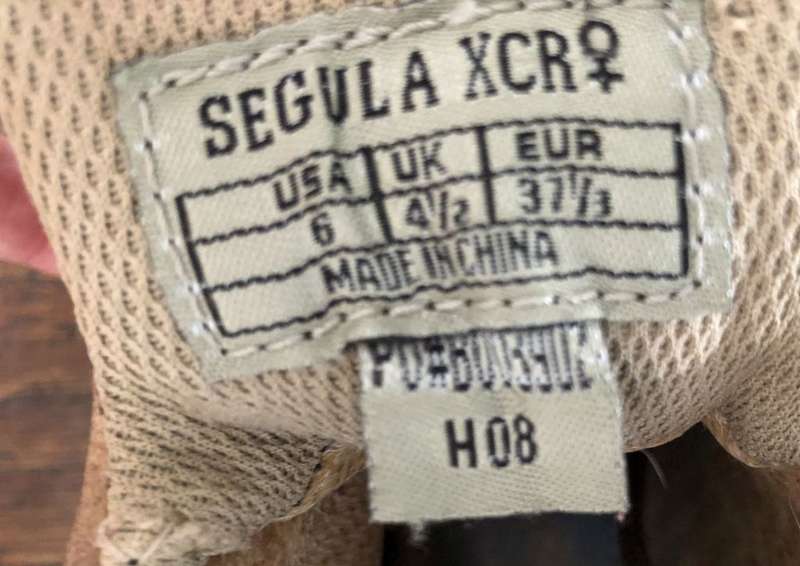 SEGULA XCR♀
USA UK EUR
6 4½ 37⅓
MADE IN CHINA
H08